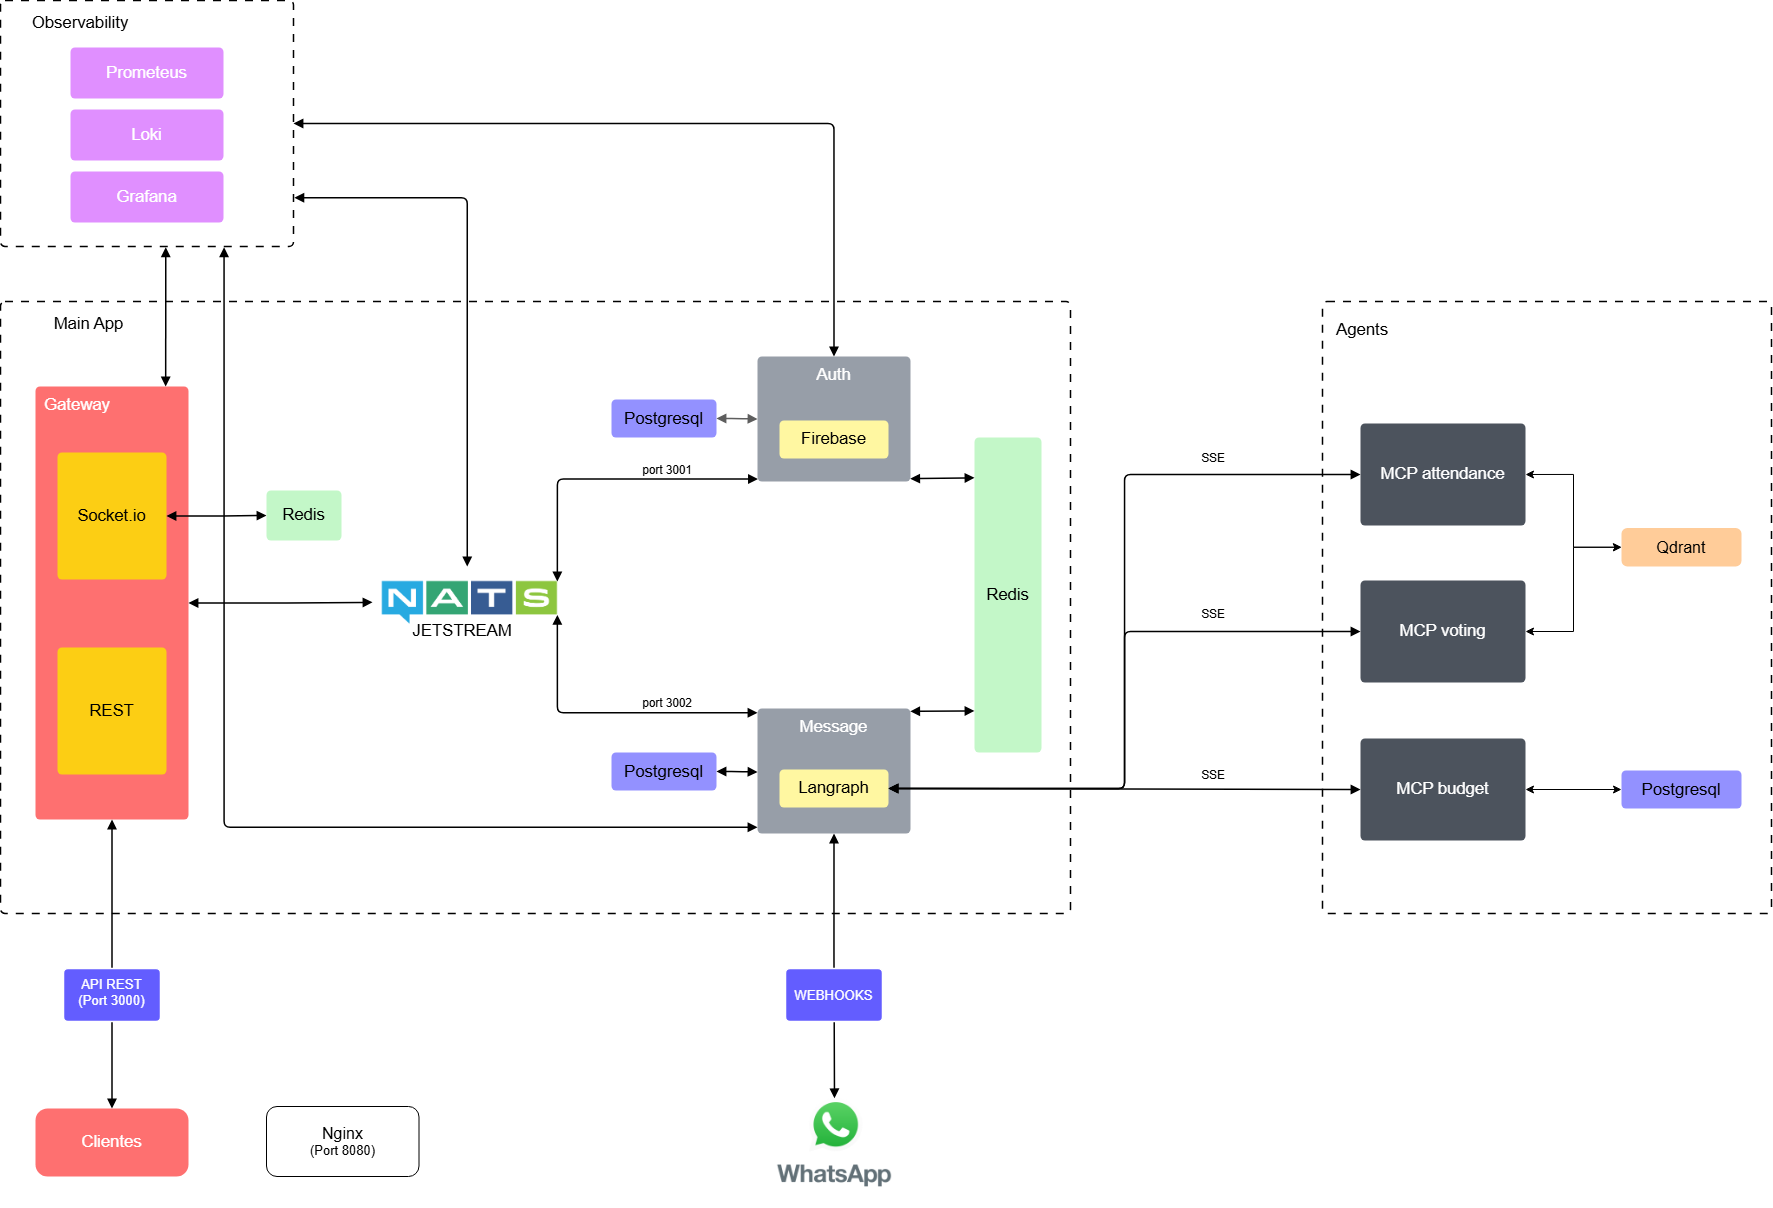 Observability
Prometeus
Loki
Grafana
Main App
Gateway
Socket.io
REST
Redis
NATS
JETSTREAM
Auth
Firebase
Postgresql
port 3001
Redis
port 3002
Message
Langraph
Postgresql
Agents
SSE
MCP attendance
Qdrant
SSE
MCP voting
SSE
MCP budget
Postgresql
API REST
(Port 3000)
Clientes
Nginx
(Port 8080)
WEBHOOKS
WhatsApp